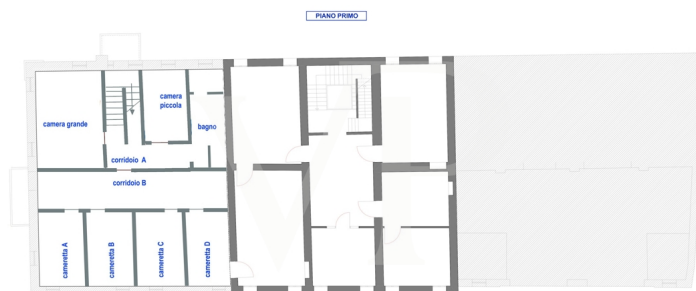 PIANO PRIMO
camera
piccola
camera grande
bagno
corridoio A
corridoio B
cameretta A
cameretta B
cameretta C
cameretta D